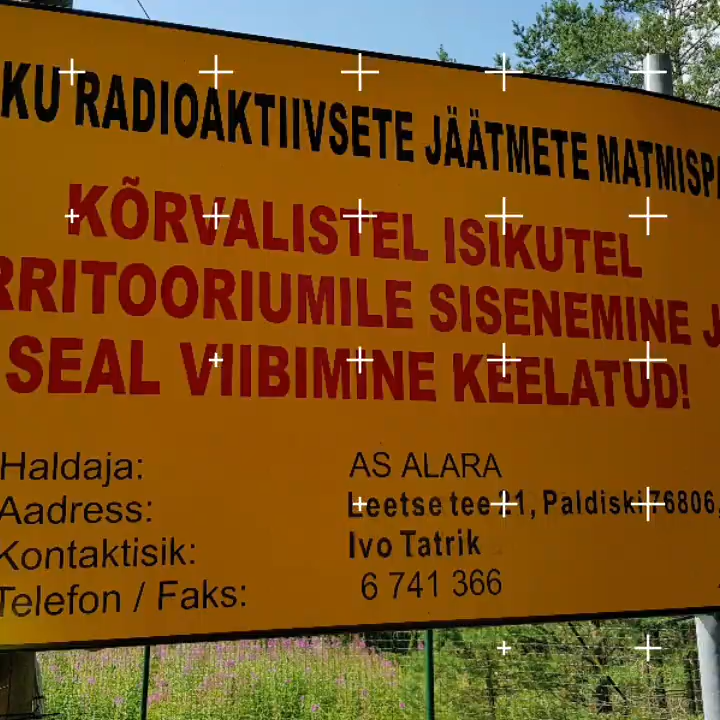 KU RADIOAKTIIVSETE JÄÄTMETE MATMISP
KÕRVALISTEL ISIKUTEL
RRITOORIUMILE SISENEMINE J
SEAL VIIBIMINE KEELATUD!
Haldaja: AS ALARA
Aadress: Leetse tee 21, Paldiski 76806,
Kontaktisik: Ivo Tatrik
Telefon / Faks: 6 741 366